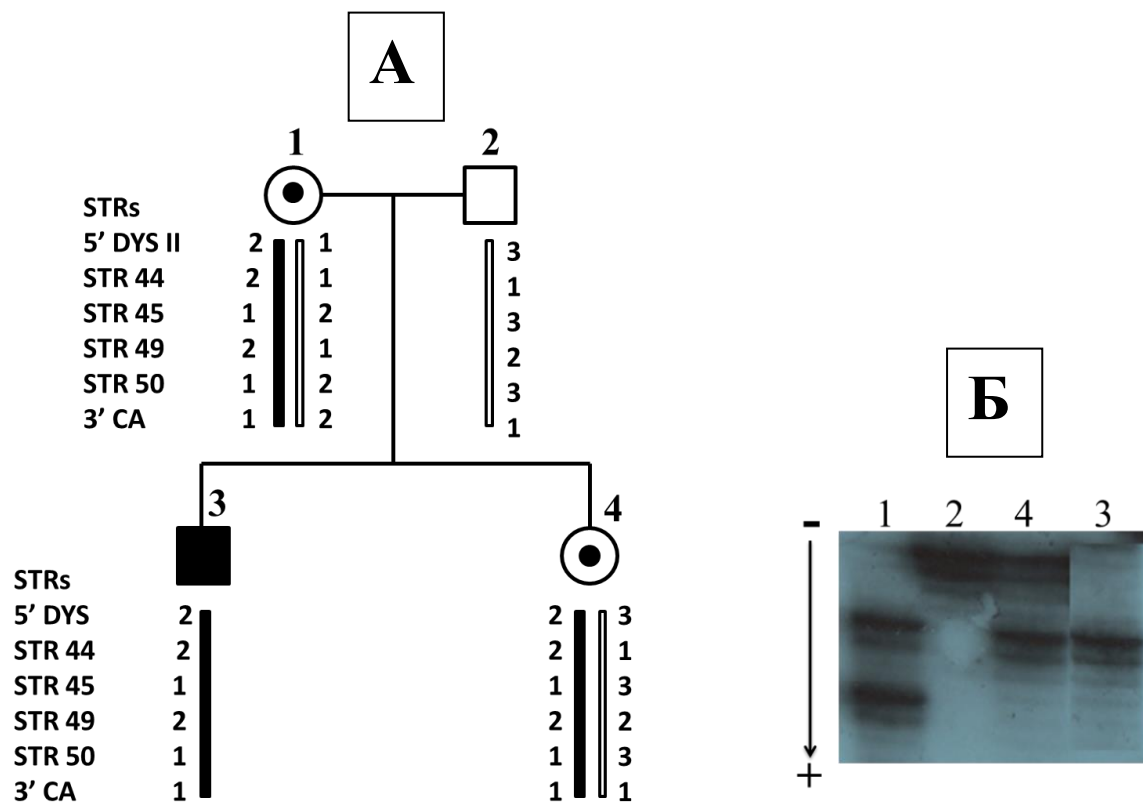 А
1 2
STRs
5’ DYS II 2 1 3
STR 44 2 1 1
STR 45 1 2 3
STR 49 2 1 2
STR 50 1 2 3
3’ CA 1 2 1
Б
3 4
- 1 2 4 3
+
STRs
5’ DYS 2 2 3
STR 44 2 2 1
STR 45 1 1 3
STR 49 2 2 2
STR 50 1 1 3
3’ CA 1 1 1